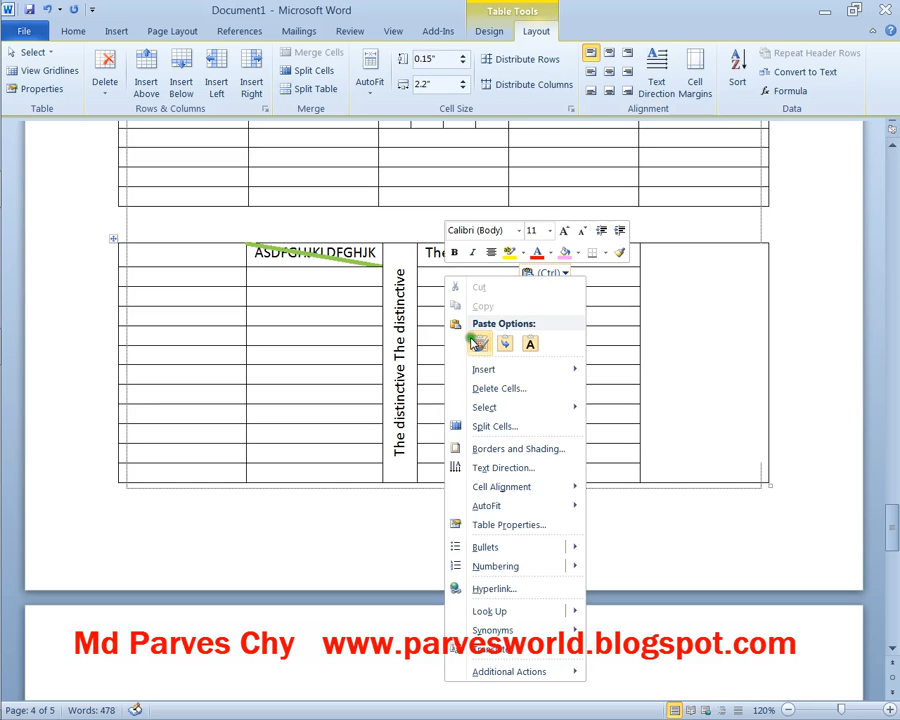 Document1 - Microsoft Word
Table Tools
File Home Insert Page Layout References Mailings Review View Add-Ins Design Layout
Select
View Gridlines
Properties
Table
Delete
Insert Above
Insert Below
Insert Left
Insert Right
Rows & Columns
Merge Cells
Split Cells
Split Table
Merge
AutoFit
0.15"
2.2"
Distribute Rows
Distribute Columns
Cell Size
Text Direction
Cell Margins
Alignment
Sort
Repeat Header Rows
Convert to Text
Formula
Data
ASDFGHJKLDFGHJK
The distinctive The distinctive
The
Calibri (Body) 11
B I A
(Ctrl)
Cut
Copy
Paste Options:
A
Insert
Delete Cells...
Select
Split Cells...
Borders and Shading...
Text Direction...
Cell Alignment
AutoFit
Table Properties...
Bullets
Numbering
Hyperlink...
Look Up
Synonyms
Additional Actions
Md Parves Chy www.parvesworld.blogspot.com
Page: 4 of 5 Words: 478 120%